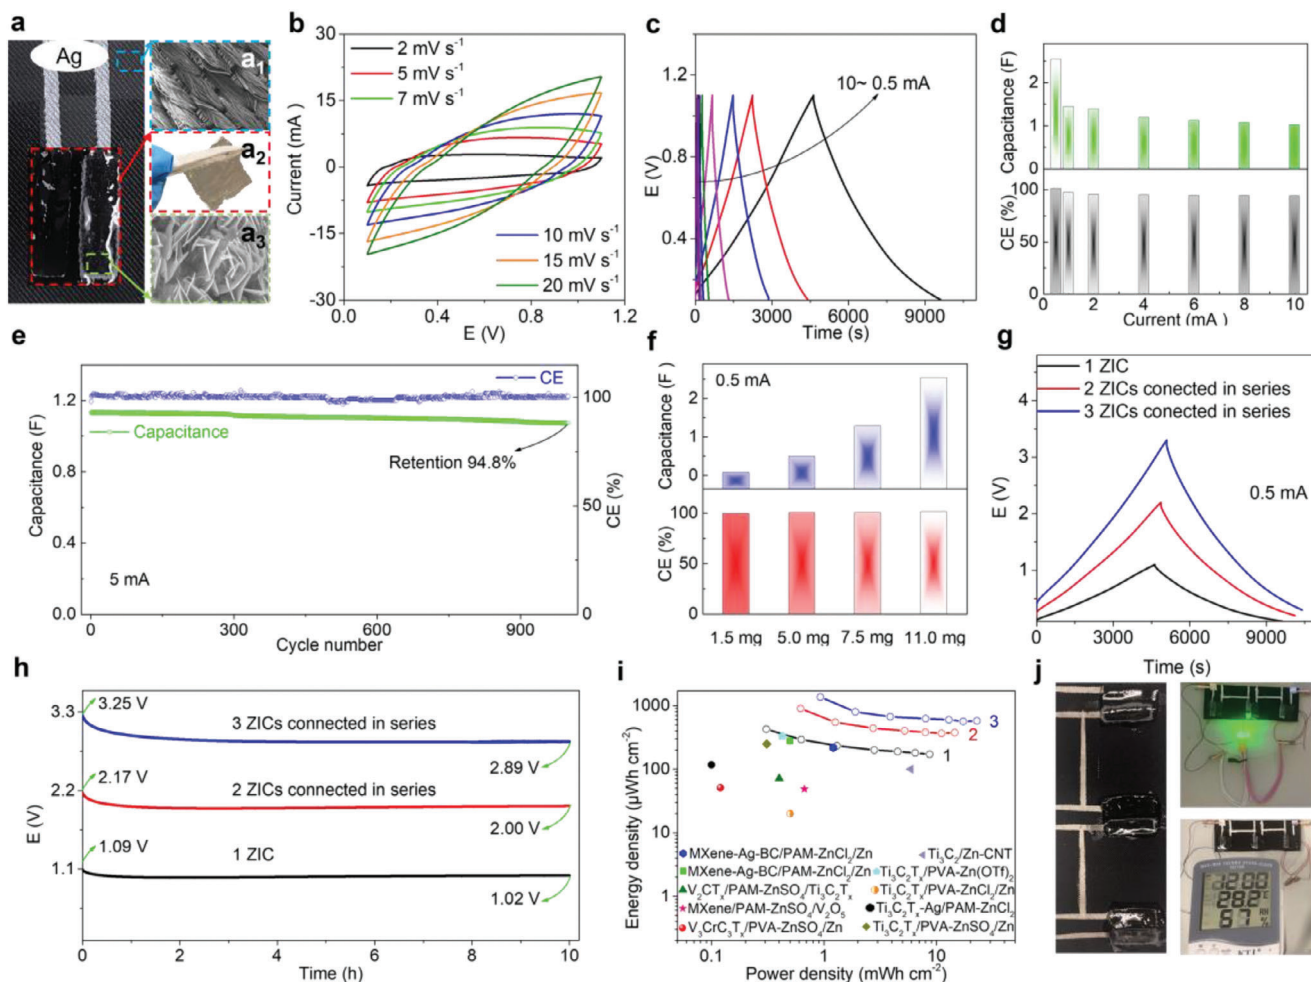 a
Ag
a1
a2
a3
b
Current (mA)
30
15
0
-15
-30
2 mV s⁻¹
5 mV s⁻¹
7 mV s⁻¹
10 mV s⁻¹
15 mV s⁻¹
20 mV s⁻¹
0.0 0.4 0.8 1.2
E (V)
c
E (V)
1.2
0.8
0.4
10~ 0.5 mA
0 3000 6000 9000
Time (s)
d
Capacitance (F)
2
1
0
CE (%)
100
50
0
0 2 4 6 8 10
Current (mA)
e
Capacitance (F)
1.2
0.8
0.4
0.0
CE
Capacitance
Retention 94.8%
5 mA
100
50
0
CE (%)
0 300 600 900
Cycle number
f
0.5 mA
Capacitance (F )
2
1
0
CE (%)
100
50
0
1.5 mg 5.0 mg 7.5 mg 11.0 mg
g
1 ZIC
2 ZICs conected in series
3 ZICs conected in series
0.5 mA
E (V)
4
3
2
1
0 3000 6000 9000
Time (s)
h
E (V)
3.3
2.2
1.1
3.25 V
3 ZICs connected in series
2.89 V
2.17 V
2 ZICs connected in series
2.00 V
1.09 V
1 ZIC
1.02 V
0 2 4 6 8 10
Time (h)
i
Energy density (µWh cm⁻²)
1000
100
10
1
3
2
1
MXene-Ag-BC/PAM-ZnCl₂/Zn
MXene-Ag-BC/PAM-ZnCl₂/Zn
V₂CTₓ/PAM-ZnSO₄/Ti₃C₂Tₓ
MXene/PAM-ZnSO₄/V₂O₅
V₃CrC₃Tₓ/PVA-ZnSO₄/Zn
Ti₃C₂/Zn-CNT
Ti₃C₂Tₓ/PVA-Zn(OTf)₂
Ti₃C₂Tₓ/PVA-ZnCl₂/Zn
Ti₃C₂Tₓ-Ag/PAM-ZnCl₂
Ti₃C₂Tₓ/PVA-ZnSO₄/Zn
0.1 1 10
Power density (mWh cm⁻²)
j
28.2
67